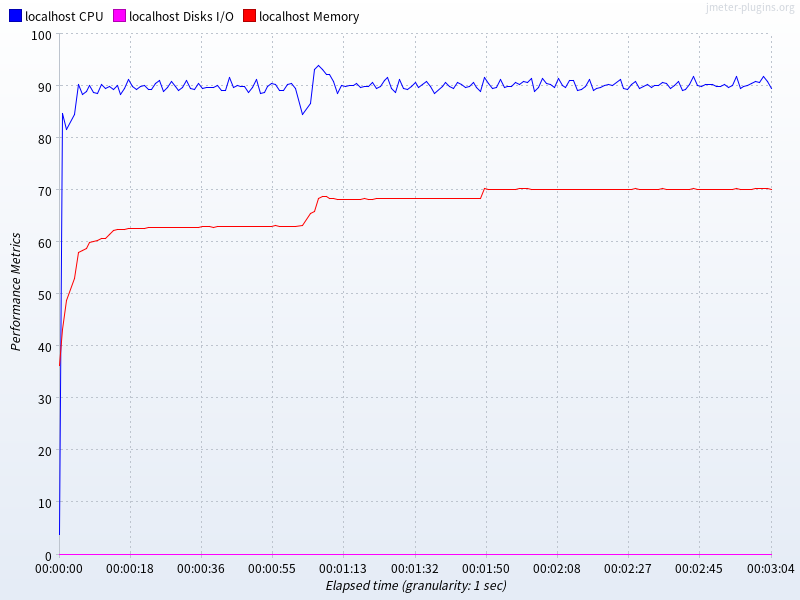 jmeter-plugins.org
localhost CPU localhost Disks I/O localhost Memory
100
90
80
70
60
50
40
30
20
10
0
Performance Metrics
00:00:00 00:00:18 00:00:36 00:00:55 00:01:13 00:01:32 00:01:50 00:02:08 00:02:27 00:02:45 00:03:04
Elapsed time (granularity: 1 sec)